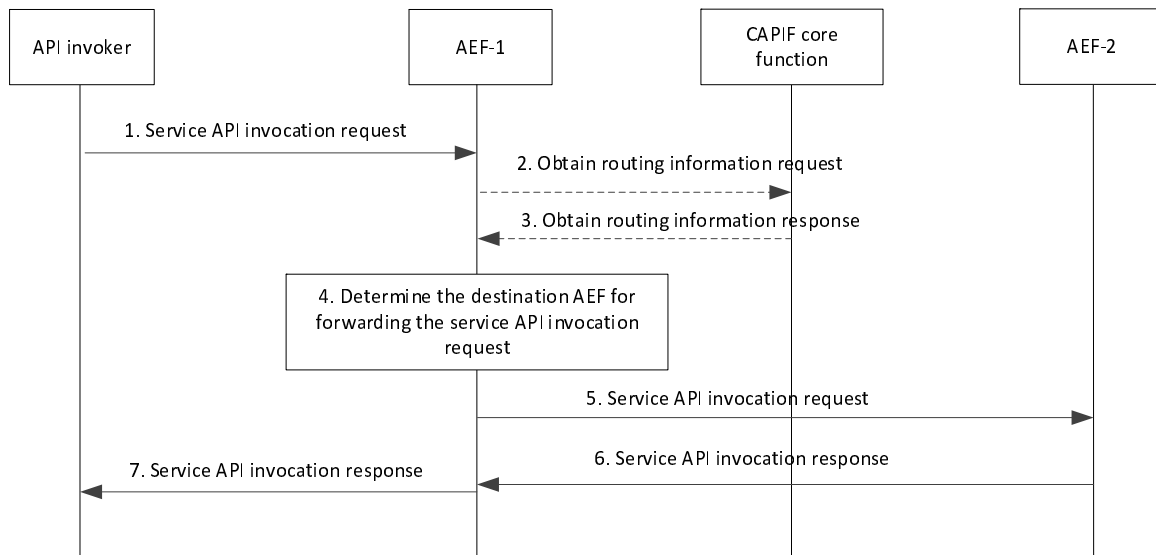 API invoker
AEF-1
CAPIF core
function
AEF-2
1. Service API invocation request
2. Obtain routing information request
3. Obtain routing information response
4. Determine the destination AEF for
forwarding the service API invocation
request
5. Service API invocation request
6. Service API invocation response
7. Service API invocation response